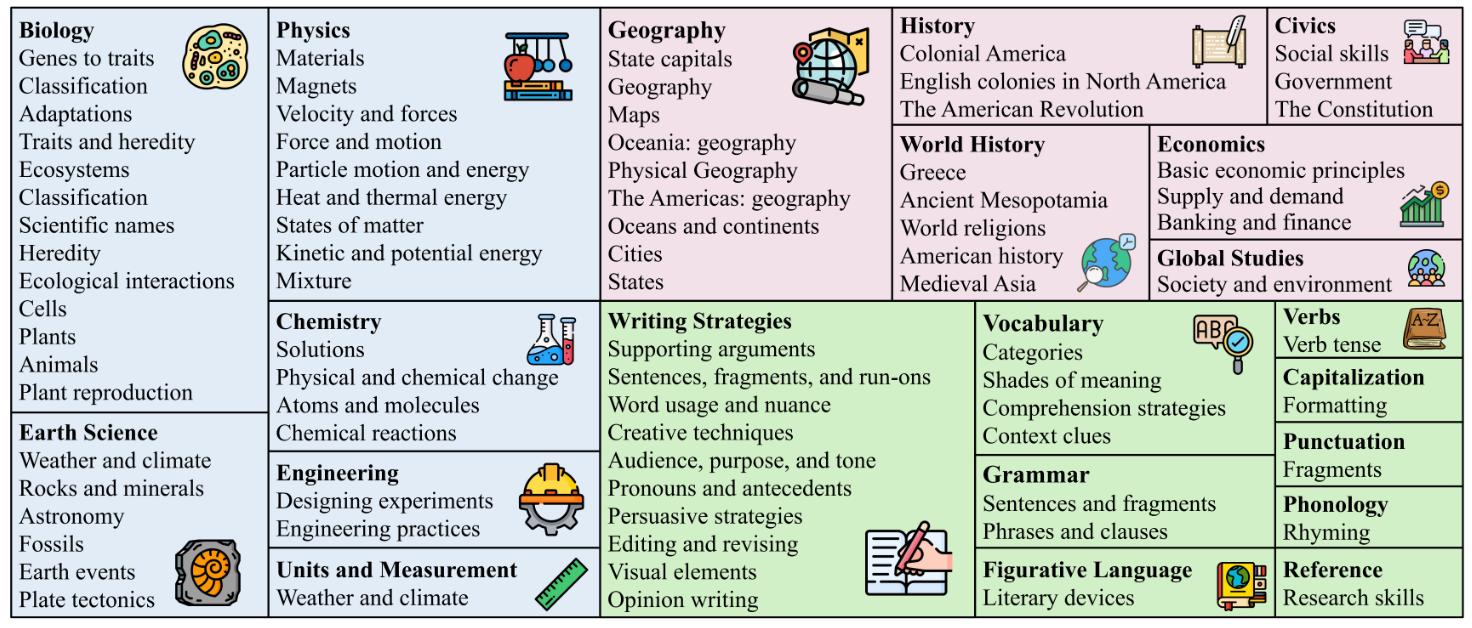 Biology
Genes to traits
Classification
Adaptations
Traits and heredity
Ecosystems
Classification
Scientific names
Heredity
Ecological interactions
Cells
Plants
Animals
Plant reproduction
Earth Science
Weather and climate
Rocks and minerals
Astronomy
Fossils
Earth events
Plate tectonics
Physics
Materials
Magnets
Velocity and forces
Force and motion
Particle motion and energy
Heat and thermal energy
States of matter
Kinetic and potential energy
Mixture
Chemistry
Solutions
Physical and chemical change
Atoms and molecules
Chemical reactions
Engineering
Designing experiments
Engineering practices
Units and Measurement
Weather and climate
Geography
State capitals
Geography
Maps
Oceania: geography
Physical Geography
The Americas: geography
Oceans and continents
Cities
States
History
Colonial America
English colonies in North America
The American Revolution
Civics
Social skills
Government
The Constitution
World History
Greece
Ancient Mesopotamia
World religions
American history
Medieval Asia
Economics
Basic economic principles
Supply and demand
Banking and finance
$
Global Studies
Society and environment
Writing Strategies
Supporting arguments
Sentences, fragments, and run-ons
Word usage and nuance
Creative techniques
Audience, purpose, and tone
Pronouns and antecedents
Persuasive strategies
Editing and revising
Visual elements
Opinion writing
Vocabulary
ABC
Categories
Shades of meaning
Comprehension strategies
Context clues
Grammar
Sentences and fragments
Phrases and clauses
Figurative Language
Literary devices
Verbs
A-Z
Verb tense
Capitalization
Formatting
Punctuation
Fragments
Phonology
Rhyming
Reference
Research skills